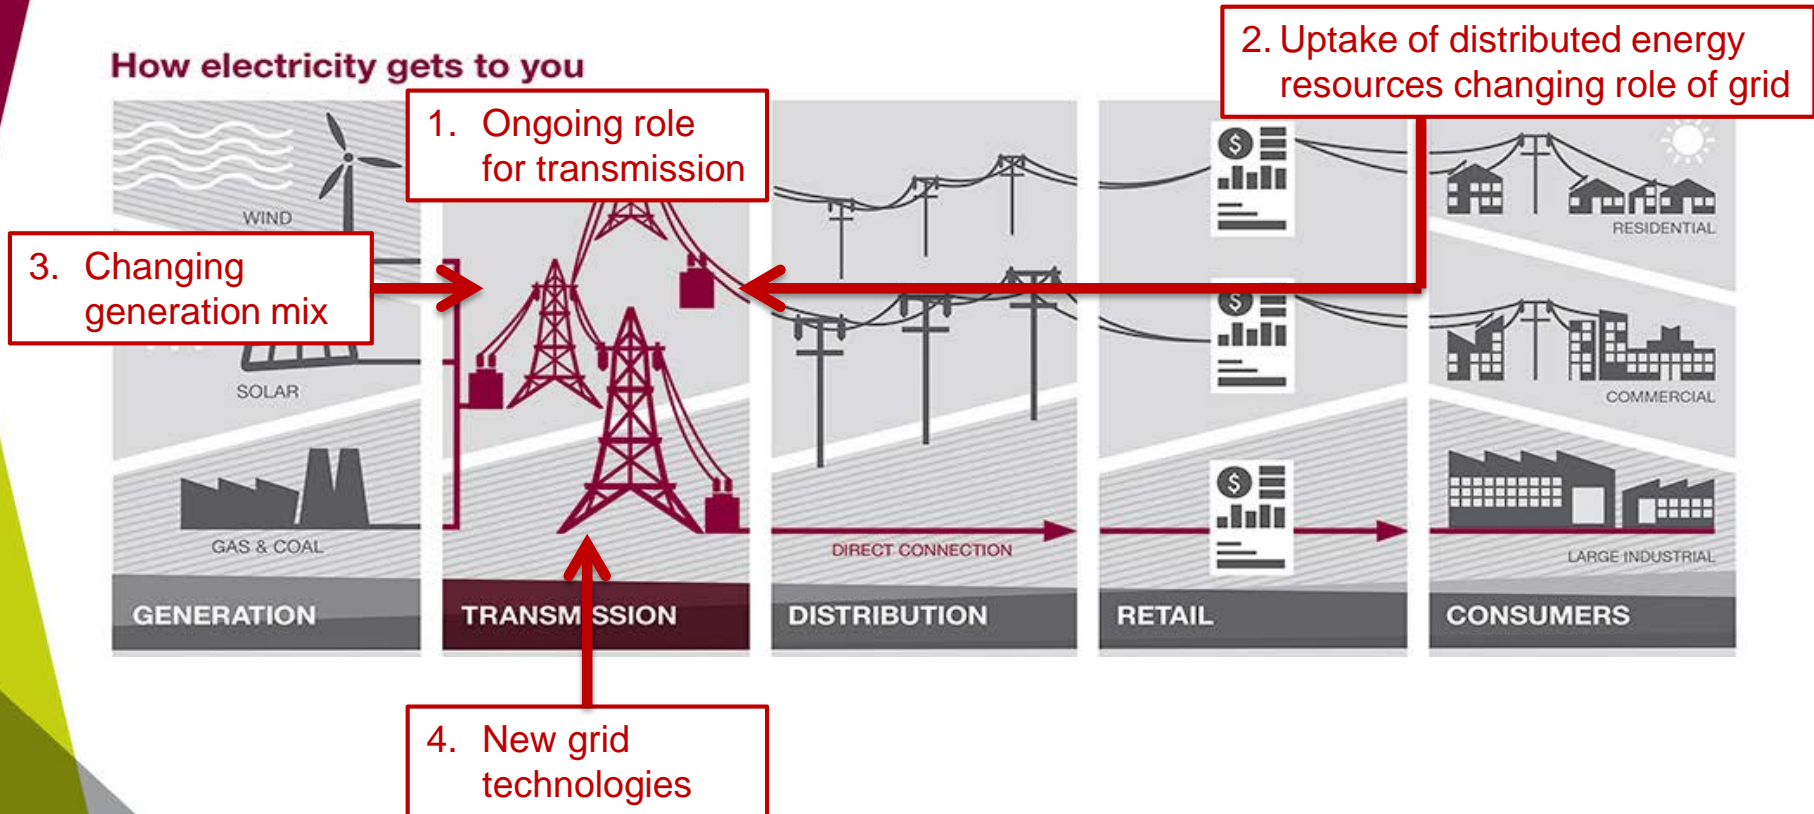 How electricity gets to you
1. Ongoing role
for transmission
2. Uptake of distributed energy
resources changing role of grid
3. Changing
generation mix
4. New grid
technologies
WIND
SOLAR
GAS & COAL
DIRECT CONNECTION
$
$
$
RESIDENTIAL
COMMERCIAL
LARGE INDUSTRIAL
GENERATION
TRANSMISSION
DISTRIBUTION
RETAIL
CONSUMERS